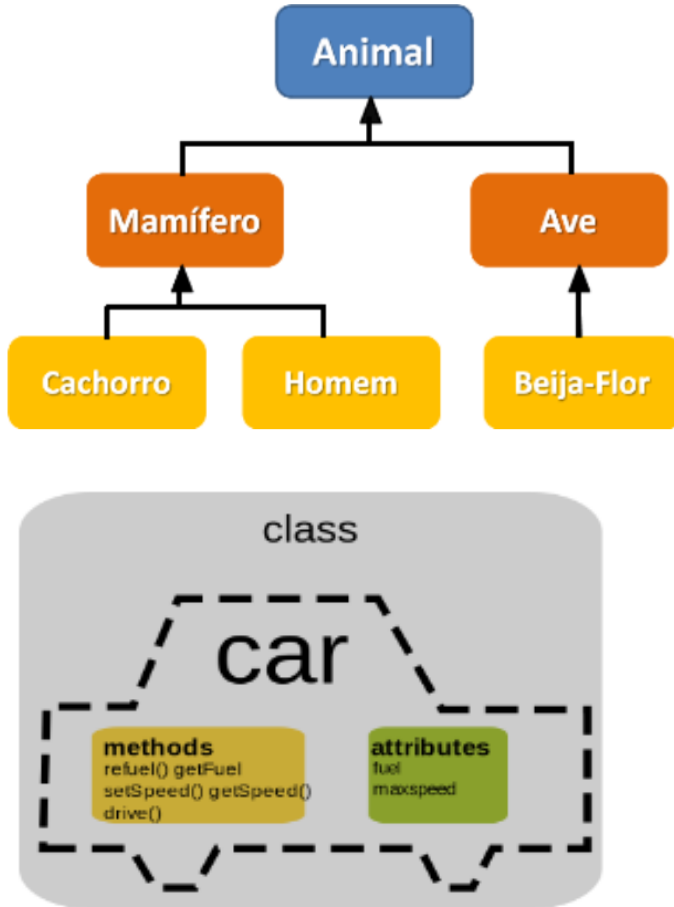 Animal
Mamífero
Ave
Cachorro
Homem
Beija-Flor
class
car
methods
refuel() getFuel
setSpeed() getSpeed()
drive()
attributes
fuel
maxspeed